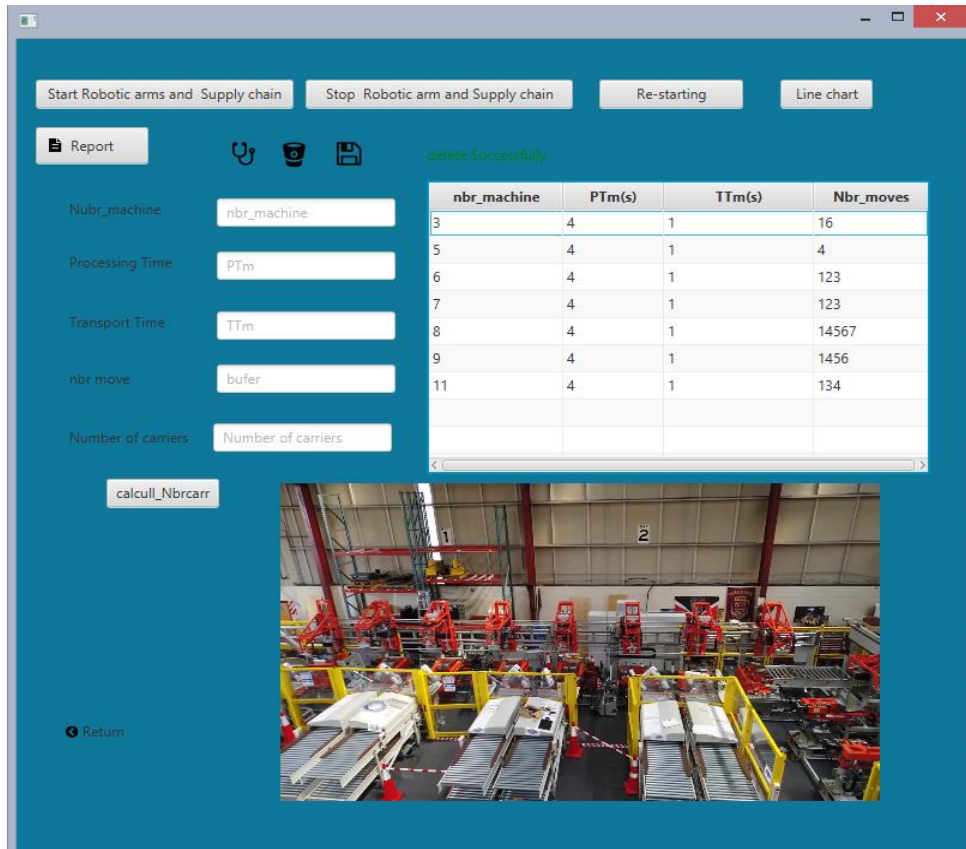 Start Robotic arms and  Supply chain
Stop  Robotic arm and Supply chain
Re-starting
Line chart
Report
delete Successfully
nbr_machine PTm(s) TTm(s) Nbr_moves
3 4 1 16
5 4 1 4
6 4 1 123
7 4 1 123
8 4 1 14567
9 4 1 1456
11 4 1 134
Nubr_machine nbr_machine
Processing Time PTm
Transport Time TTm
nbr move bufer
Number of carriers Number of carriers
calcull_Nbrcarr
1
2
Return